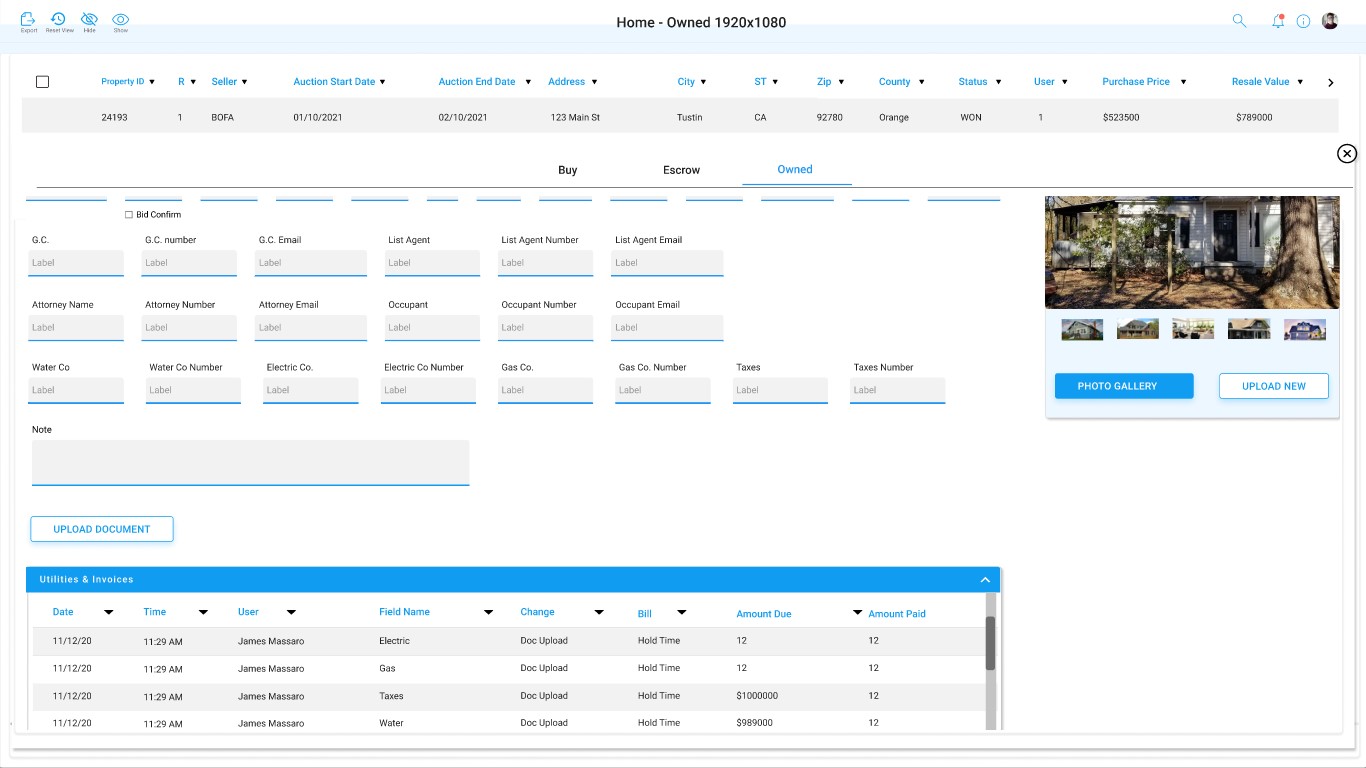 Home - Owned 1920x1080
Export Reset View Hide Show
Property ID R Seller Auction Start Date Auction End Date Address City ST Zip County Status User Purchase Price Resale Value
24193 1 BOFA 01/10/2021 02/10/2021 123 Main St Tustin CA 92780 Orange WON 1 $523500 $789000
Buy Escrow Owned
Bid Confirm
G.C. G.C. number G.C. Email List Agent List Agent Number List Agent Email
Label Label Label Label Label Label
Attorney Name Attorney Number Attorney Email Occupant Occupant Number Occupant Email
Label Label Label Label Label Label
Water Co Water Co Number Electric Co. Electric Co Number Gas Co. Gas Co. Number Taxes Taxes Number
Label Label Label Label Label Label Label Label
PHOTO GALLERY UPLOAD NEW
Note
UPLOAD DOCUMENT
Utilities & Invoices
Date Time User Field Name Change Bill Amount Due Amount Paid
11/12/20 11:29 AM James Massaro Electric Doc Upload Hold Time 12 12
11/12/20 11:29 AM James Massaro Gas Doc Upload Hold Time 12 12
11/12/20 11:29 AM James Massaro Taxes Doc Upload Hold Time $1000000 12
11/12/20 11:29 AM James Massaro Water Doc Upload Hold Time $989000 12